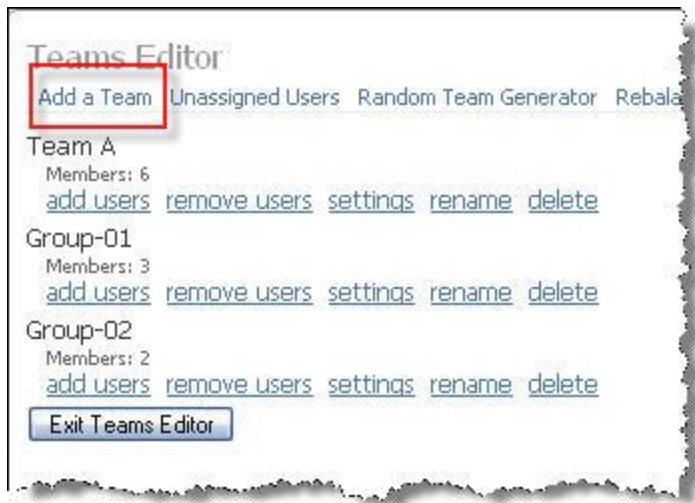 Teams Editor
Add a Team Unassigned Users Random Team Generator
Team A
Members: 6
add users remove users settings rename delete
Group-01
Members: 3
add users remove users settings rename delete
Group-02
Members: 2
add users remove users settings rename delete
Exit Teams Editor